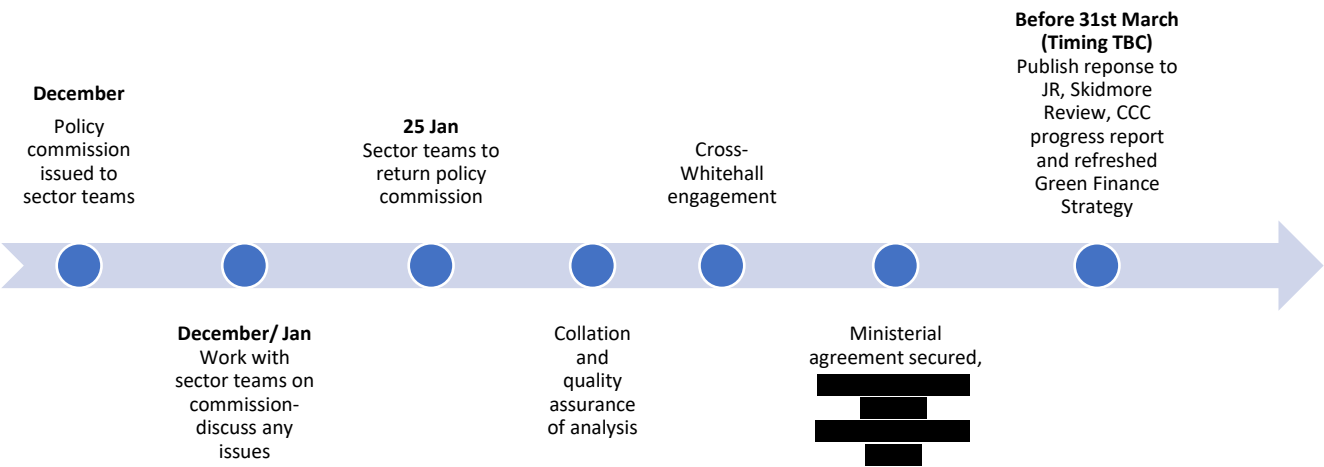 December
Policy
commission
issued to
sector teams
December/ Jan
Work with
sector teams on
commission-
discuss any
issues
25 Jan
Sector teams to
return policy
commission
Collation
and
quality
assurance
of analysis
Cross-
Whitehall
engagement
Ministerial
agreement secured,
Before 31st March
(Timing TBC)
Publish reponse to
JR, Skidmore
Review, CCC
progress report
and refreshed
Green Finance
Strategy